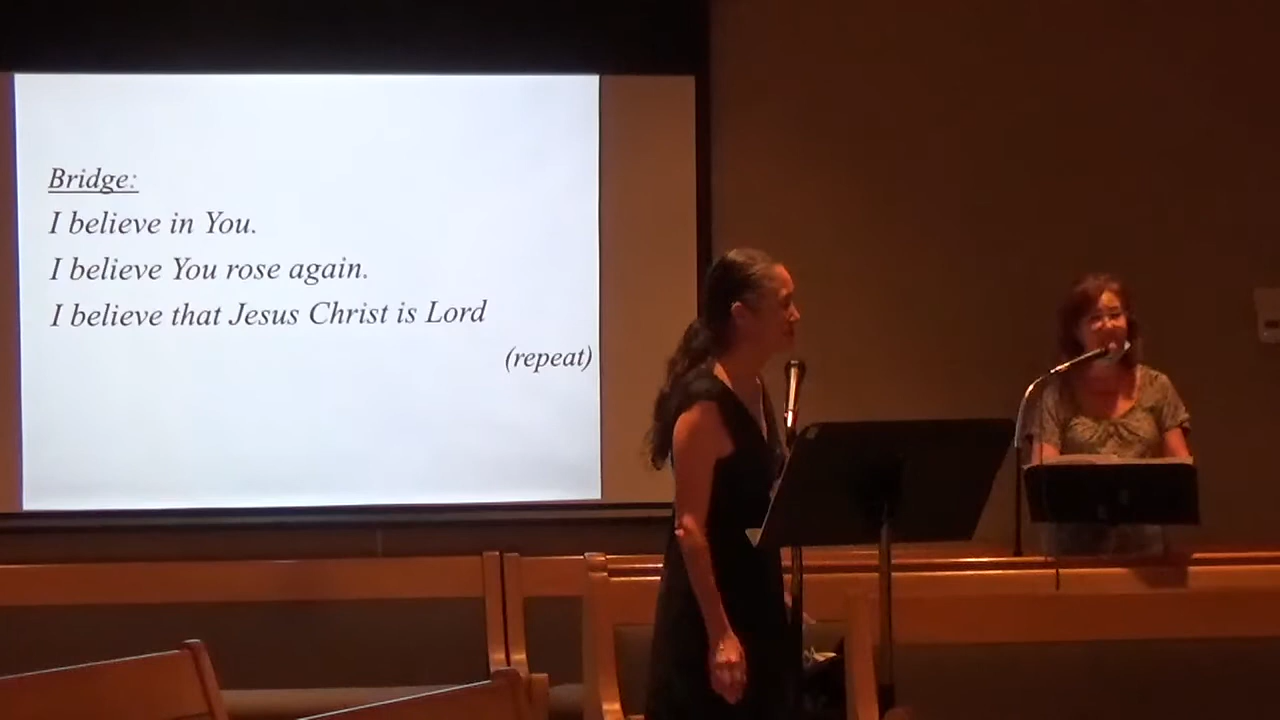 Bridge:
I believe in You.
I believe You rose again.
I believe that Jesus Christ is Lord
(repeat)